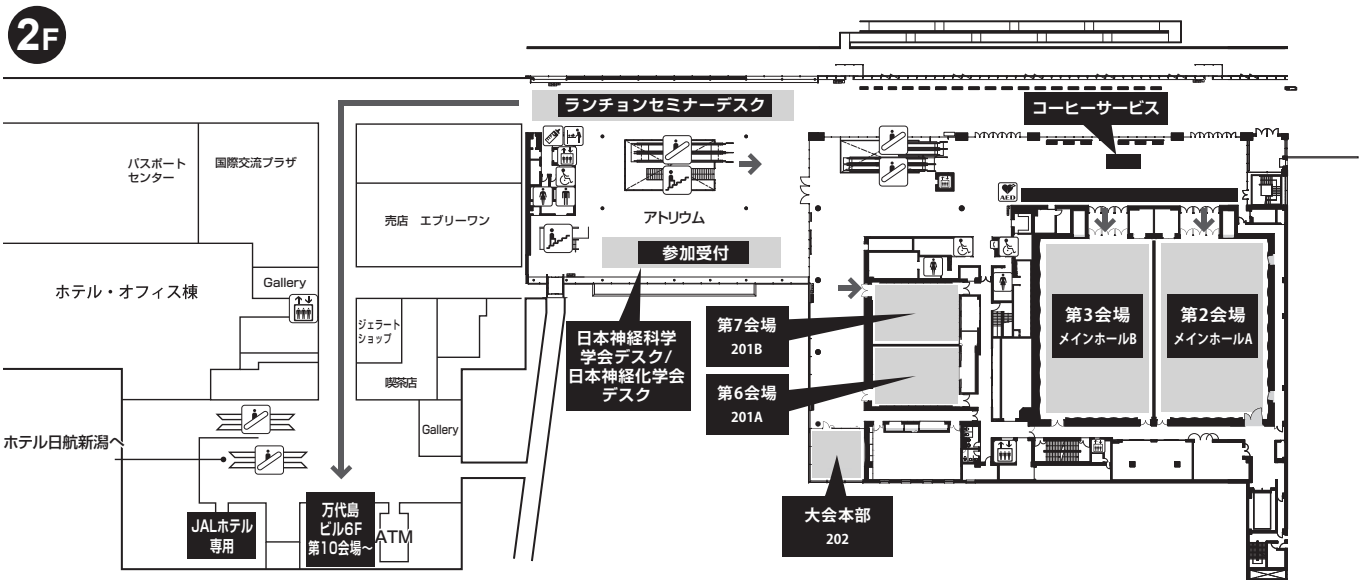 2F
ランチョンセミナーデスク
コーヒーサービス
パスポート
センター
国際交流プラザ
売店 エブリーワン
アトリウム
AED
参加受付
Gallery
ホテル・オフィス棟
ジェラート
ショップ
喫茶店
Gallery
日本神経科学
学会デスク/
日本神経化学会
デスク
第7会場
201B
第6会場
201A
第3会場
メインホールB
第2会場
メインホールA
ホテル日航新潟へ
JALホテル
専用
万代島
ビル6F
第10会場～
ATM
大会本部
202